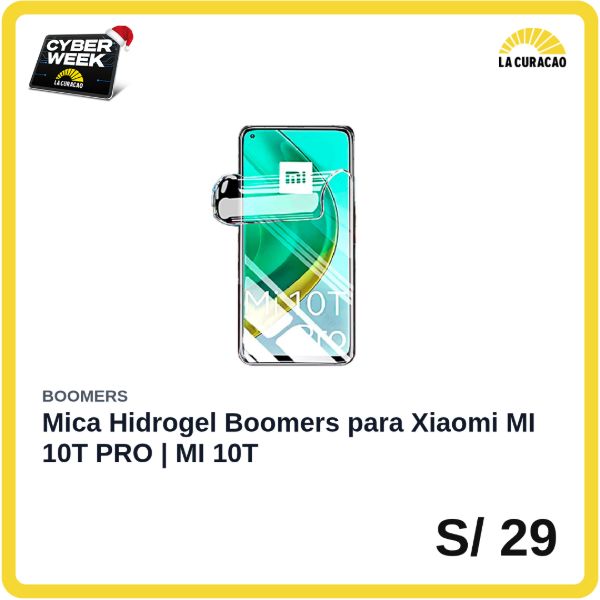 CYBER
WEEK
LA CURACAO
LA CURACAO
mi
Mi 10T
Pro
BOOMERS
Mica Hidrogel Boomers para Xiaomi MI
10T PRO | MI 10T
S/ 29